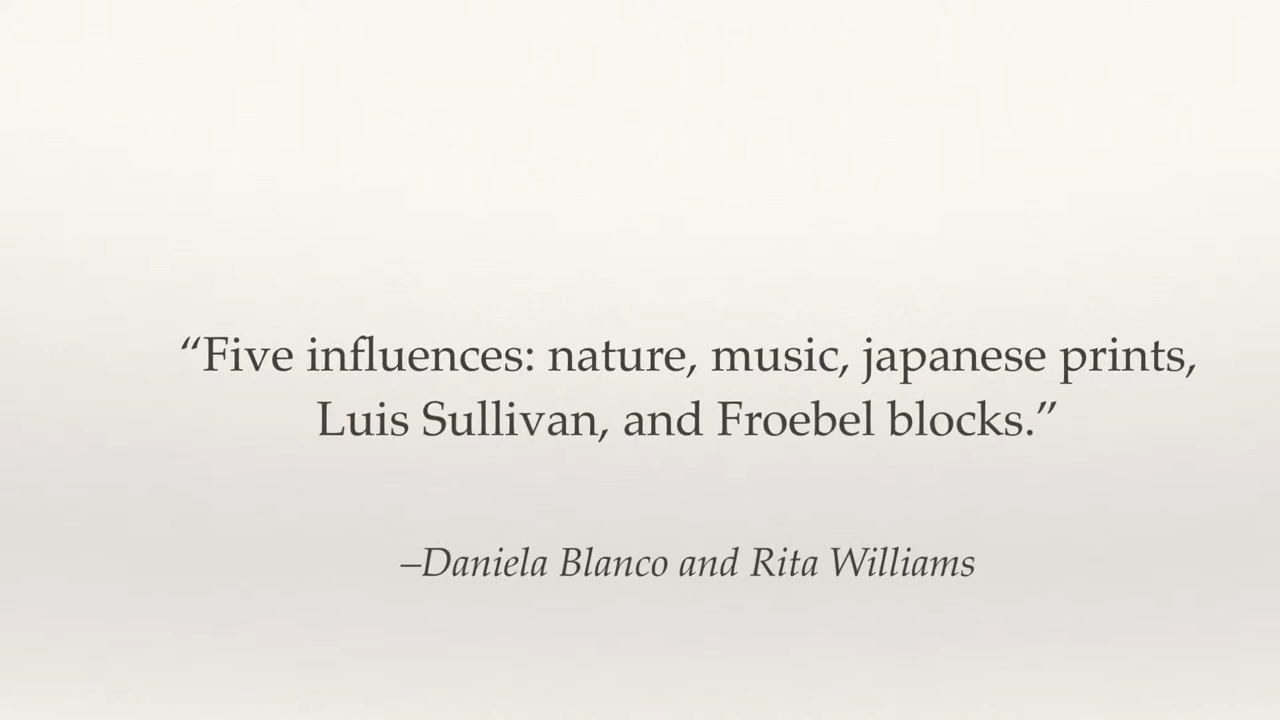 “Five influences: nature, music, japanese prints,
Luis Sullivan, and Froebel blocks.”
–Daniela Blanco and Rita Williams